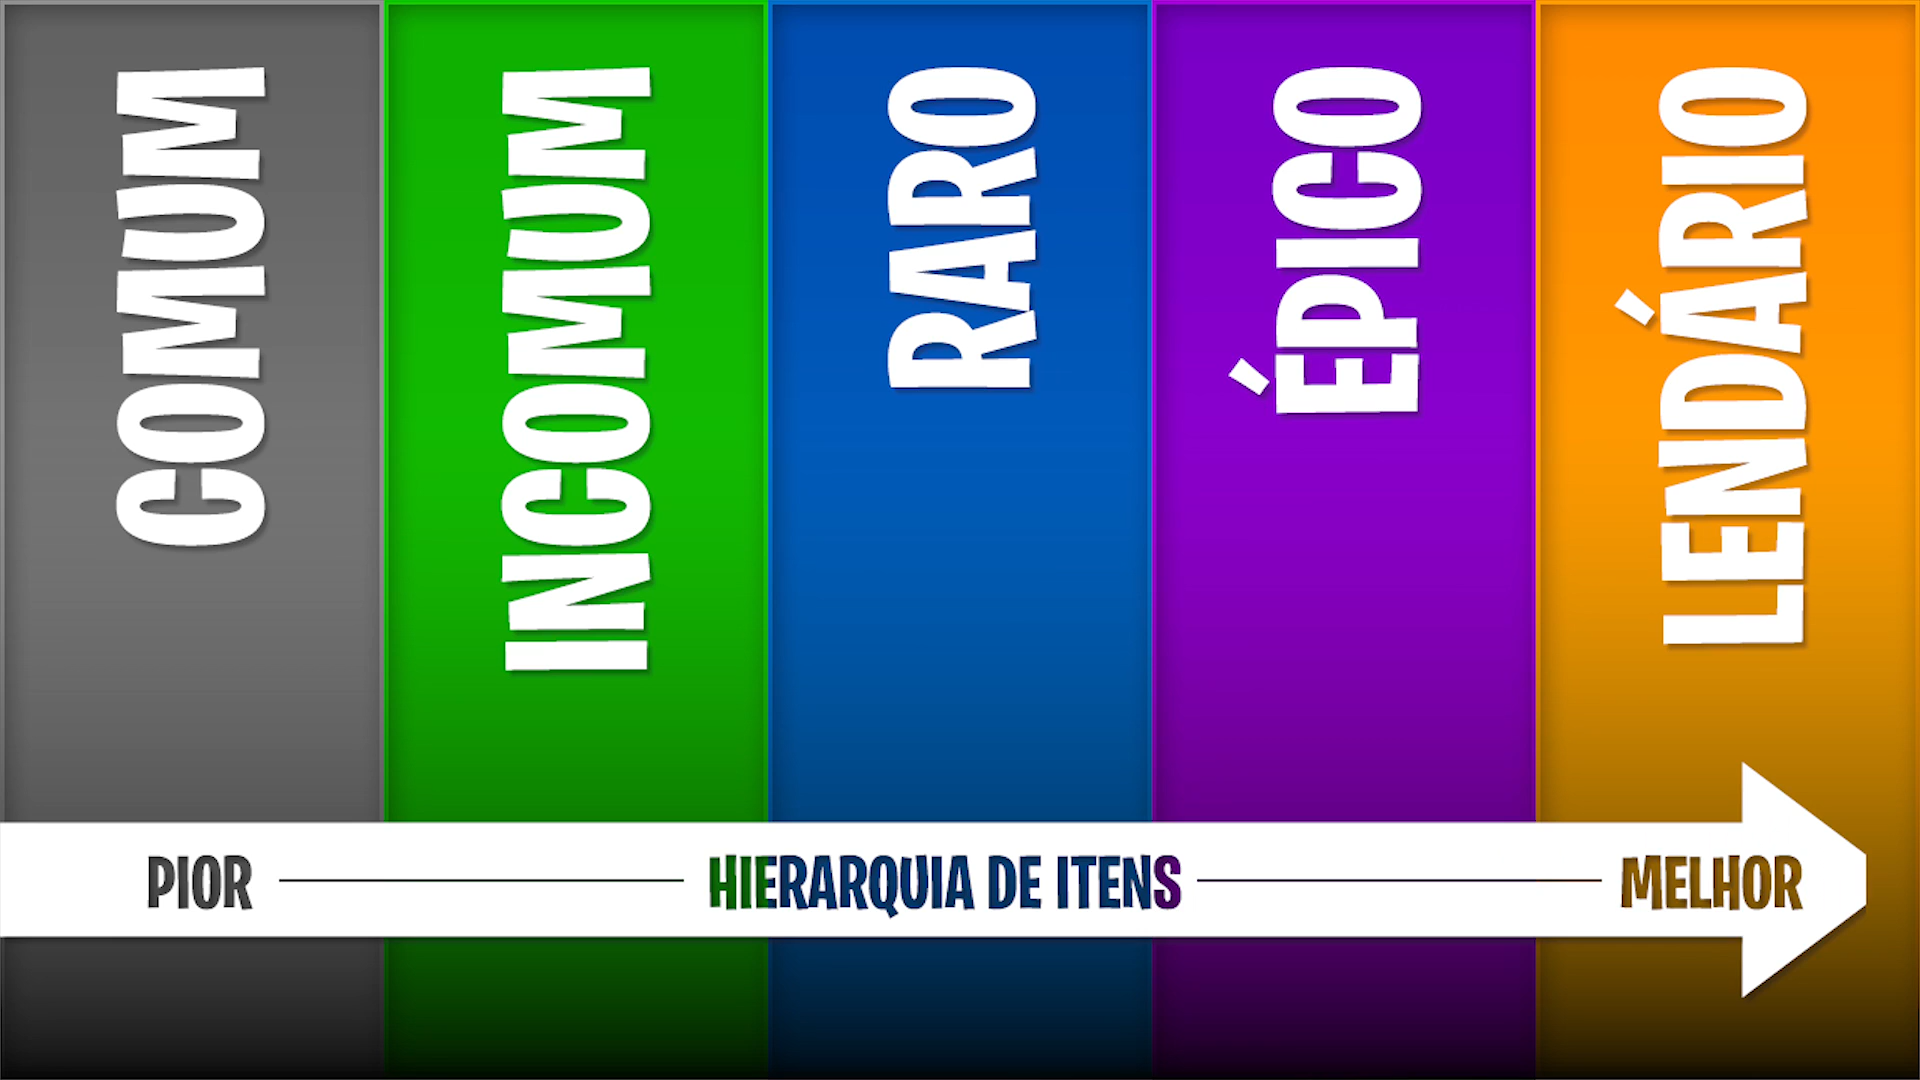 COMUM
INCOMUM
RARO
ÉPICO
LENDÁRIO
PIOR HIERARQUIA DE ITENS MELHOR